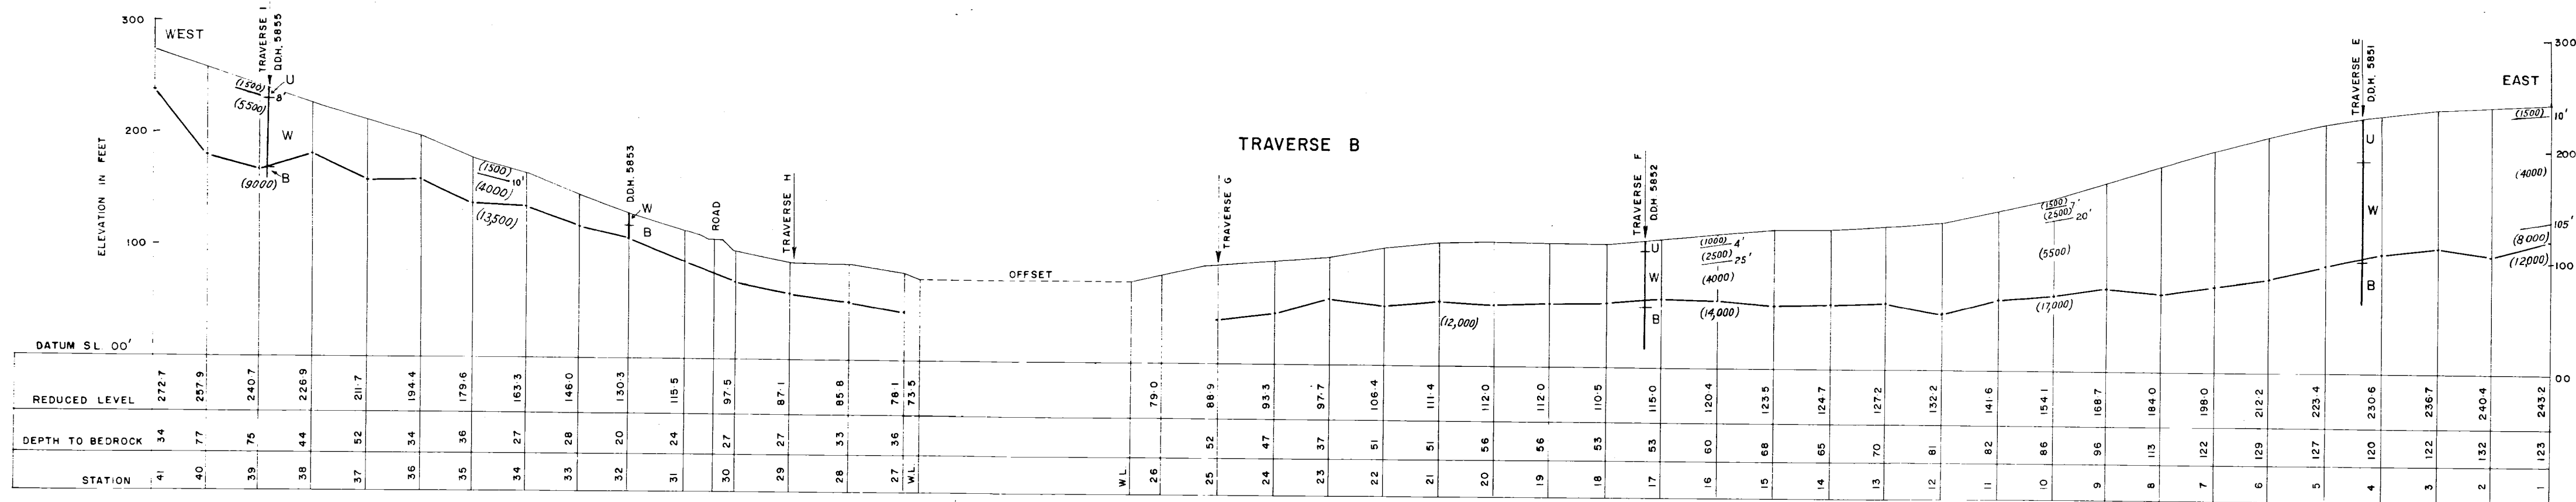 TRAVERSE B
WEST
EAST
300
200
100
ELEVATION IN FEET
300
200
100
00
TRAVERSE I
D.D.H. 5855
U
8'
W
B
(1500)
(5500)
(9000)
(1500)
10'
(4000)
(13,500)
D.D.H. 5853
W
B
ROAD
TRAVERSE H
OFFSET
TRAVERSE G
(12,000)
TRAVERSE F
D.D.H 5852
U
W
B
(1000) 4'
(2500) 25'
(4000)
(14,000)
(1500) 7'
(2500) 20'
(5500)
(17,000)
TRAVERSE E
D.D.H. 5851
U
W
B
(1500) 10'
(4000)
105'
(8000)
(12,000)
DATUM S L. 00'
REDUCED LEVEL 272.7 257.9 240.7 226.9 211.7 194.4 179.6 163.3 146.0 130.3 115.5 97.5 87.1 85.8 78.1 73.5 79.0 88.9 93.3 97.7 106.4 111.4 112.0 112.0 110.5 115.0 120.4 123.5 124.7 127.2 132.2 141.6 154.1 168.7 184.0 198.0 212.2 223.4 230.6 236.7 240.4 243.2
DEPTH TO BEDROCK 34 77 75 44 52 34 36 27 28 20 24 27 27 33 36 52 47 37 51 51 56 56 53 53 60 68 65 70 81 82 86 96 113 122 129 127 120 122 132 123
STATION 41 40 39 38 37 36 35 34 33 32 31 30 29 28 27 W.L. W L 26 25 24 23 22 21 20 19 18 17 16 15 14 13 12 11 10 9 8 7 6 5 4 3 2 1